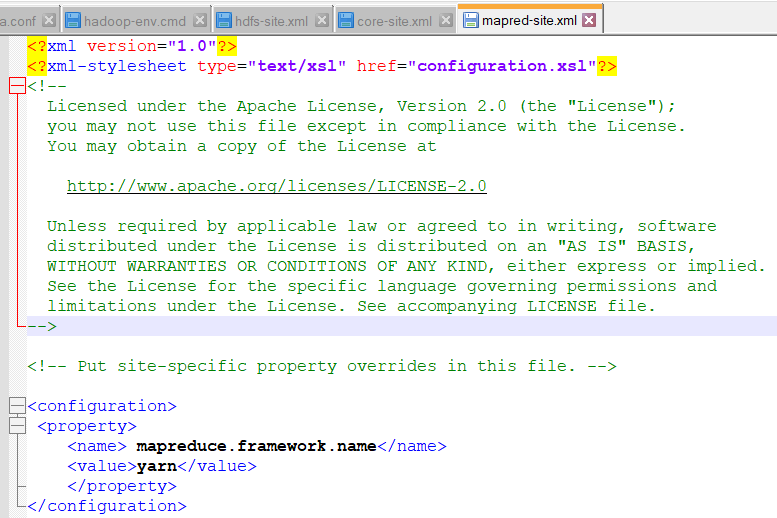 a.conf hadoop-env.cmd hdfs-site.xml core-site.xml mapred-site.xml
<?xml version="1.0"?>
<?xml-stylesheet type="text/xsl" href="configuration.xsl"?>
<!--
  Licensed under the Apache License, Version 2.0 (the "License");
  you may not use this file except in compliance with the License.
  You may obtain a copy of the License at

    http://www.apache.org/licenses/LICENSE-2.0

  Unless required by applicable law or agreed to in writing, software
  distributed under the License is distributed on an "AS IS" BASIS,
  WITHOUT WARRANTIES OR CONDITIONS OF ANY KIND, either express or implied.
  See the License for the specific language governing permissions and
  limitations under the License. See accompanying LICENSE file.
-->

<!-- Put site-specific property overrides in this file. -->

<configuration>
 <property>
    <name> mapreduce.framework.name</name>
    <value>yarn</value>
    </property>
</configuration>